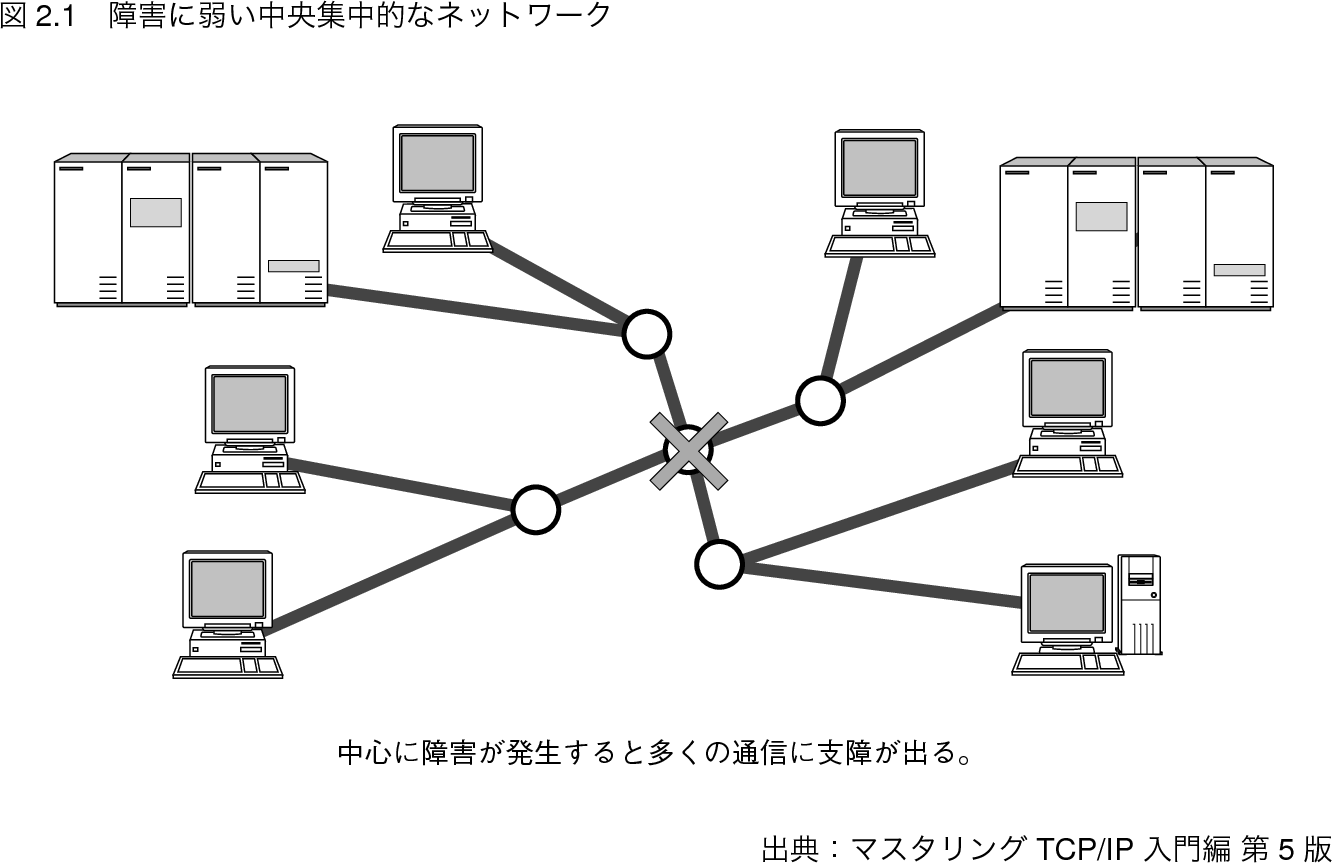 図 2.1　障害に弱い中央集中的なネットワーク
中心に障害が発生すると多くの通信に支障が出る。
出典：マスタリング TCP/IP 入門編 第 5 版